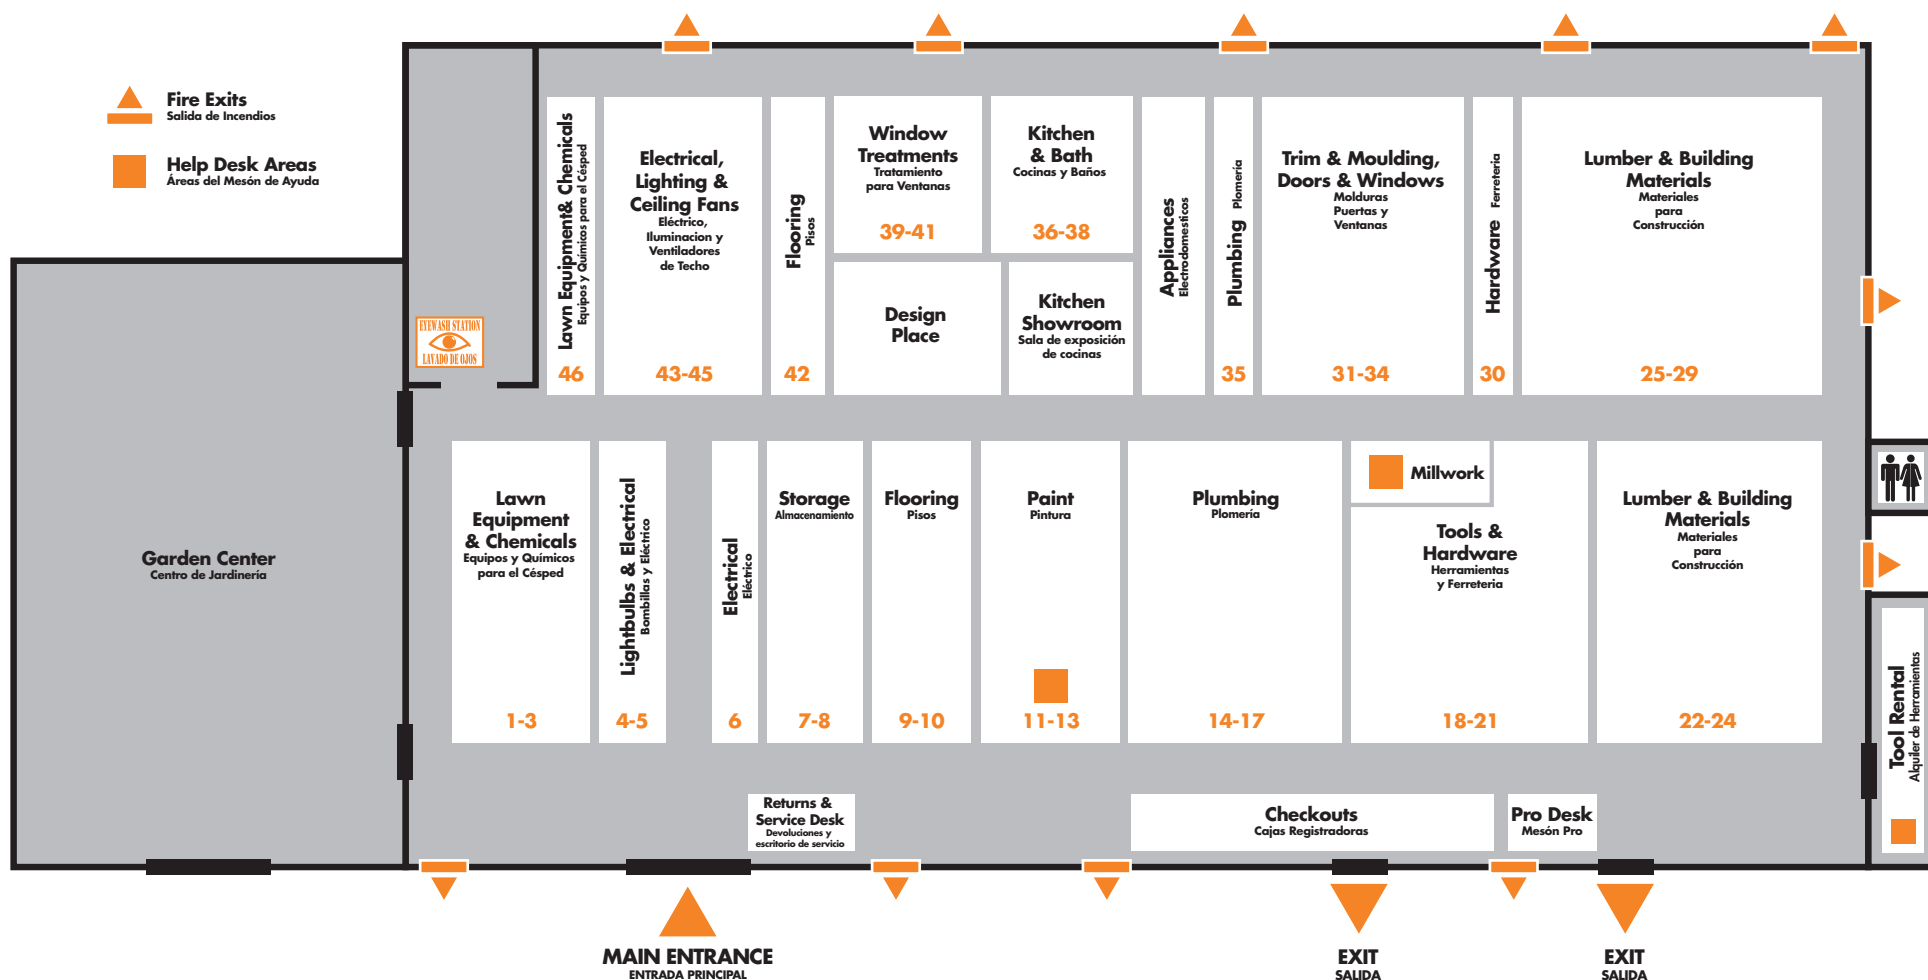 Fire Exits
Salida de Incendios
Help Desk Areas
Áreas del Mesón de Ayuda
EYEWASH STATION
LAVADO DE OJOS
Lawn Equipment& Chemicals
Equipos y Químicos para el Césped
46
Electrical,
Lighting &
Ceiling Fans
Eléctrico,
Iluminacion y
Ventiladores
de Techo
43-45
Flooring
Pisos
42
Window
Treatments
Tratamiento
para Ventanas
39-41
Kitchen
& Bath
Cocinas y Baños
36-38
Design
Place
Kitchen
Showroom
Sala de exposición
de cocinas
Appliances
Electrodomesticos
Plumbing Plomería
35
Trim & Moulding,
Doors & Windows
Molduras
Puertas y
Ventanas
31-34
Hardware Ferretería
30
Lumber & Building
Materials
Materiales
para
Construcción
25-29
Garden Center
Centro de Jardinería
Lawn
Equipment
& Chemicals
Equipos y Químicos
para el Césped
1-3
Lightbulbs & Electrical
Bombillas y Eléctrico
4-5
Electrical
Eléctrico
6
Storage
Almacenamiento
7-8
Flooring
Pisos
9-10
Paint
Pintura
11-13
Plumbing
Plomería
14-17
Millwork
Tools &
Hardware
Herramientas
y Ferreteria
18-21
Lumber & Building
Materials
Materiales
para
Construcción
22-24
Tool Rental
Alquiler de Herramientas
Returns &
Service Desk
Devoluciones y
escritorio de servicio
Checkouts
Cajas Registradoras
Pro Desk
Mesón Pro
MAIN ENTRANCE
ENTRADA PRINCIPAL
EXIT
SALIDA
EXIT
SALIDA